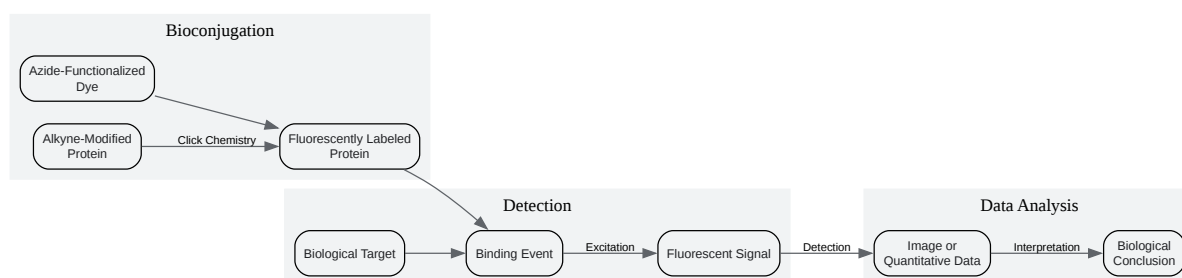 Bioconjugation
Azide-Functionalized
Dye
Alkyne-Modified
Protein
Click Chemistry
Fluorescently Labeled
Protein
Detection
Biological Target
Binding Event
Excitation
Fluorescent Signal
Detection
Data Analysis
Image or
Quantitative Data
Interpretation
Biological
Conclusion